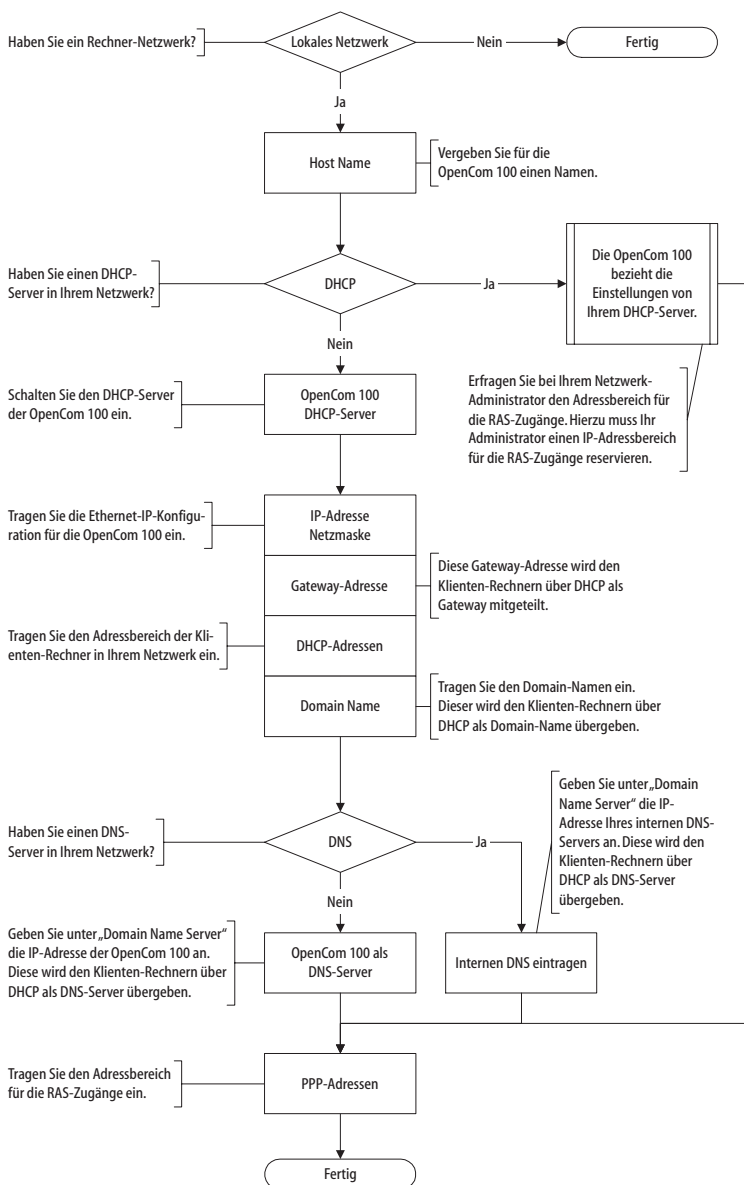 Haben Sie ein Rechner-Netzwerk?
Lokales Netzwerk
Nein
Fertig
Ja
Host Name
Vergeben Sie für die
OpenCom 100 einen Namen.
Haben Sie einen DHCP-
Server in Ihrem Netzwerk?
DHCP
Ja
Die OpenCom 100
bezieht die
Einstellungen von
Ihrem DHCP-Server.
Nein
Schalten Sie den DHCP-Server
der OpenCom 100 ein.
OpenCom 100
DHCP-Server
Erfragen Sie bei Ihrem Netzwerk-
Administrator den Adressbereich für
die RAS-Zugänge. Hierzu muss Ihr
Administrator einen IP-Adressbereich
für die RAS-Zugänge reservieren.
Tragen Sie die Ethernet-IP-Konfigu-
ration für die OpenCom 100 ein.
IP-Adresse
Netzmaske
Gateway-Adresse
Diese Gateway-Adresse wird den
Klienten-Rechnern über DHCP als
Gateway mitgeteilt.
Tragen Sie den Adressbereich der Kli-
enten-Rechner in Ihrem Netzwerk ein.
DHCP-Adressen
Domain Name
Tragen Sie den Domain-Namen ein.
Dieser wird den Klienten-Rechnern über
DHCP als Domain-Name übergeben.
Haben Sie einen DNS-
Server in Ihrem Netzwerk?
DNS
Ja
Geben Sie unter „Domain
Name Server“ die IP-
Adresse Ihres internen DNS-
Servers an. Diese wird den
Klienten-Rechnern über
DHCP als DNS-Server
übergeben.
Nein
Geben Sie unter „Domain Name Server“
die IP-Adresse der OpenCom 100 an.
Diese wird den Klienten-Rechnern über
DHCP als DNS-Server übergeben.
OpenCom 100 als
DNS-Server
Internen DNS eintragen
Tragen Sie den Adressbereich
für die RAS-Zugänge ein.
PPP-Adressen
Fertig